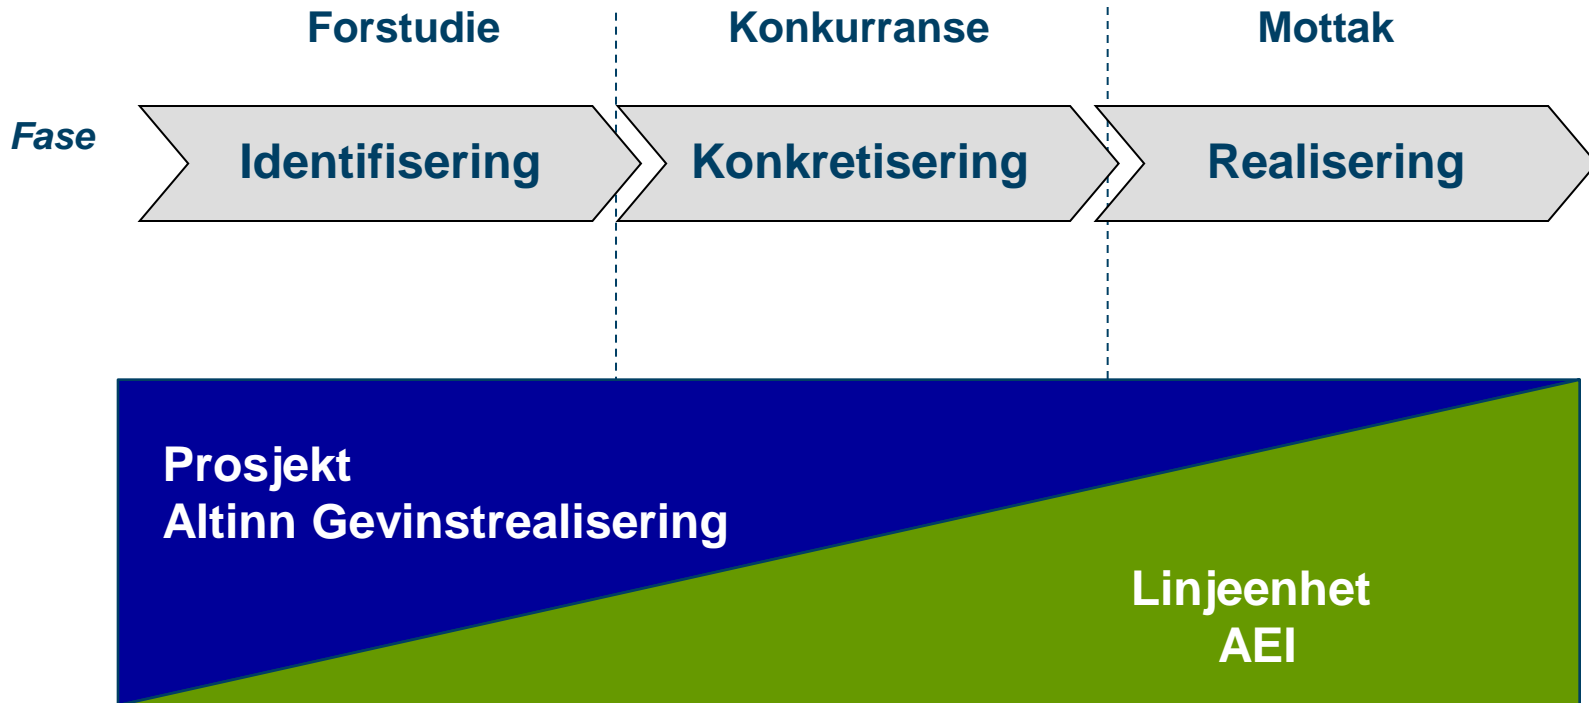 Forstudie
Konkurranse
Mottak
Fase
Identifisering
Konkretisering
Realisering
Prosjekt
Altinn Gevinstrealisering
Linjeenhet
AEI